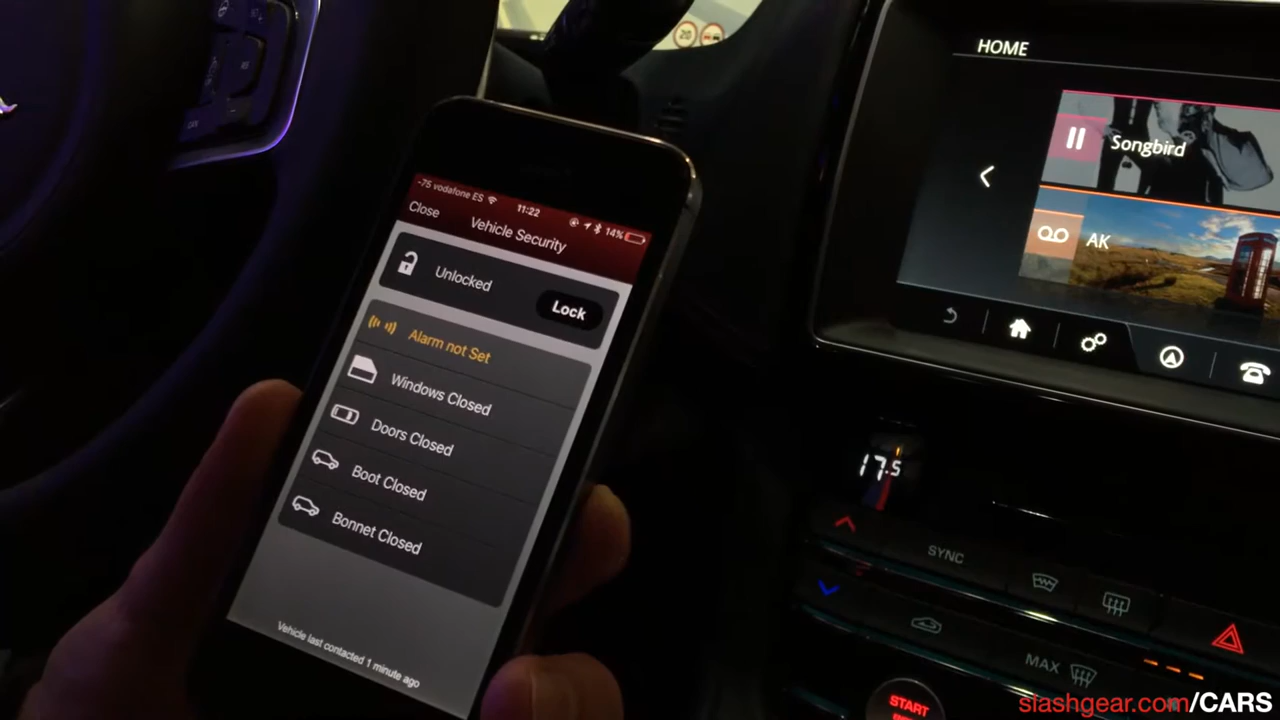 -75 vodafone ES 11:22 14%
Close
Vehicle Security
Unlocked
Lock
Alarm not Set
Windows Closed
Doors Closed
Boot Closed
Bonnet Closed
Vehicle last contacted 1 minute ago
20
HOME
Songbird
AK
17.5
SYNC
MAX
START
slashgear.com/CARS